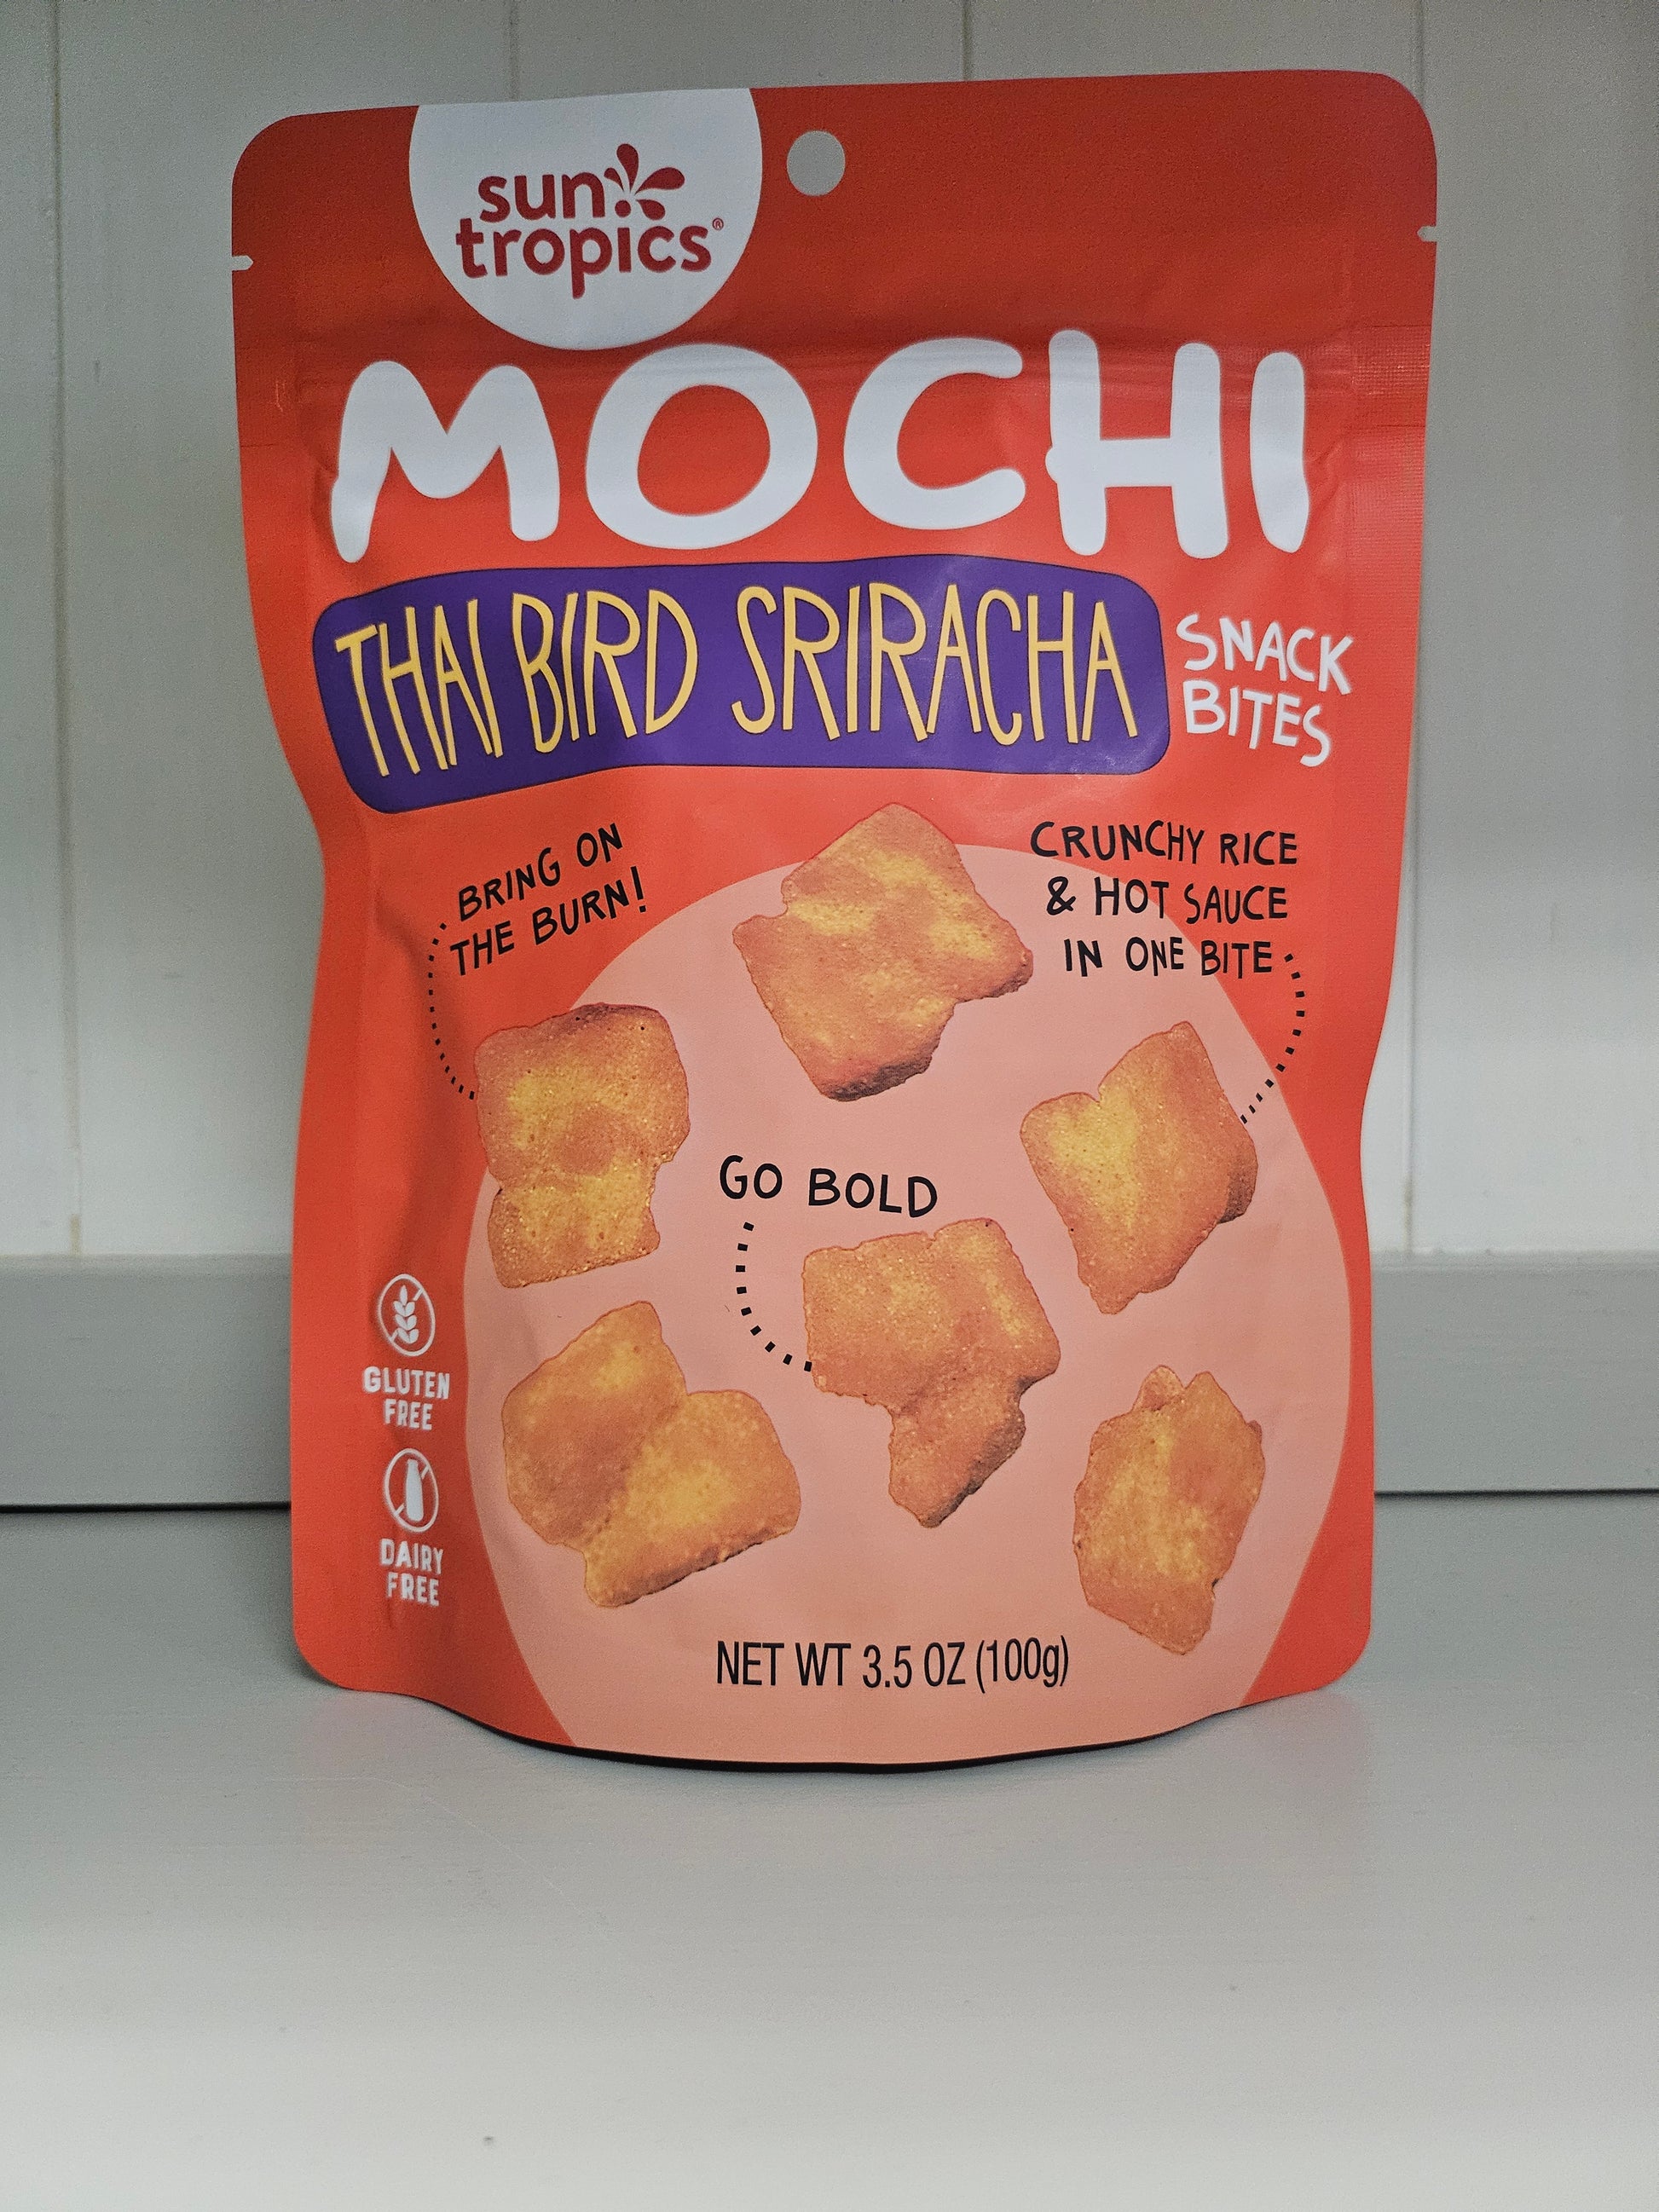 sun
tropics®
MOCHI
THAI BIRD SRIRACHA
SNACK
BITES
BRING ON
THE BURN!
CRUNCHY RICE
& HOT SAUCE
IN ONE BITE
GO BOLD
GLUTEN
FREE
DAIRY
FREE
NET WT 3.5 OZ (100g)